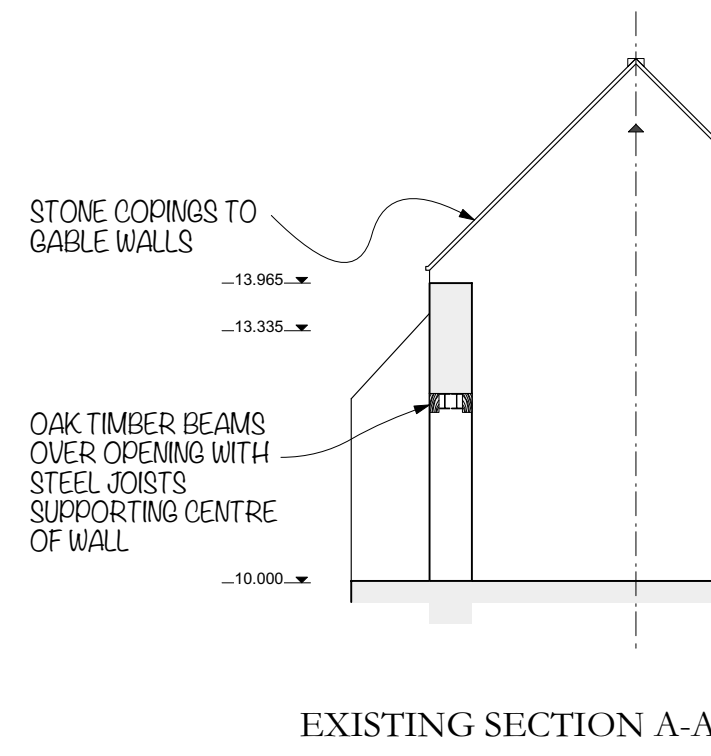 STONE COPINGS TO
GABLE WALLS
13.965
13.335
OAK TIMBER BEAMS
OVER OPENING WITH
STEEL JOISTS
SUPPORTING CENTRE
OF WALL
10.000
EXISTING SECTION A-A